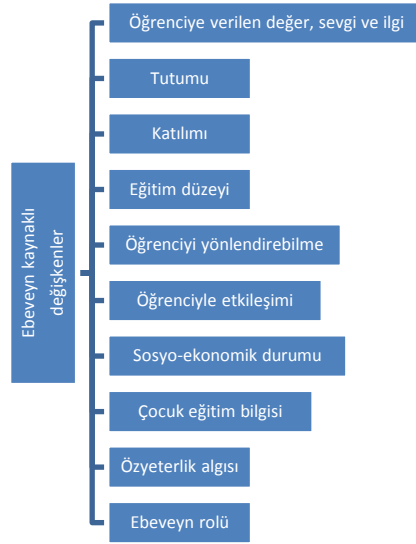 Ebeveyn kaynaklı
değişkenler
Öğrenciye verilen değer, sevgi ve ilgi
Tutumu
Katılımı
Eğitim düzeyi
Öğrenciyi yönlendirebilme
Öğrenciyle etkileşimi
Sosyo-ekonomik durumu
Çocuk eğitim bilgisi
Özyeterlik algısı
Ebeveyn rolü